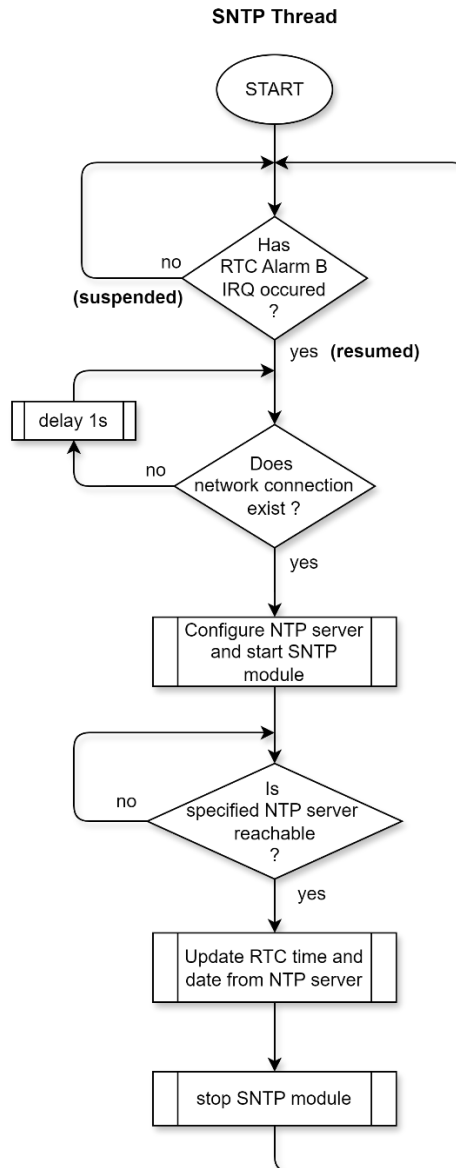 SNTP Thread
START
Has
RTC Alarm B
IRQ occured
?
no
(suspended)
yes (resumed)
delay 1s
no
Does
network connection
exist ?
yes
Configure NTP server
and start SNTP
module
Is
specified NTP server
reachable
?
no
yes
Update RTC time and
date from NTP server
stop SNTP module